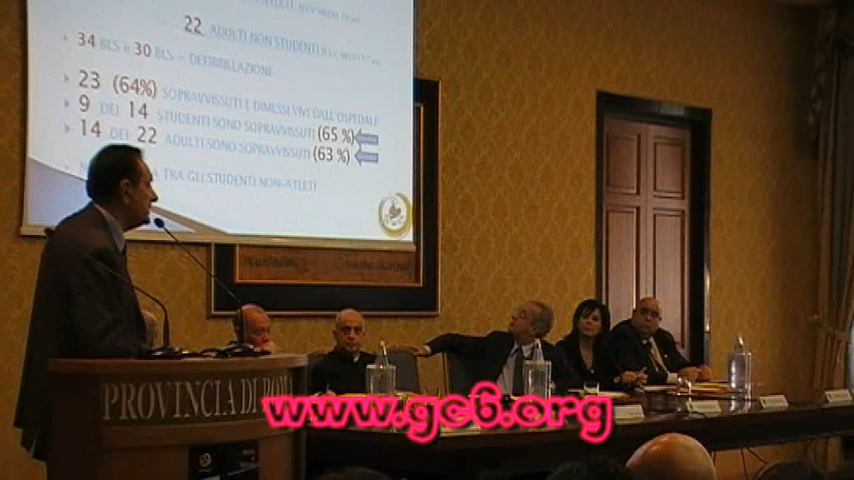 22 ADULTI NON STUDENTI
34 BLS e 30 BLS - DEFIBRILLAZIONE
23 (64%) SOPRAVVISSUTI E DIMESSI VIVI DALL'OSPEDALE
9 DEI 14 STUDENTI SONO SOPRAVVISSUTI (65 %)
14 DEI 22 ADULTI SONO SOPRAVVISSUTI (63 %)
TRA GLI STUDENTI NON-ATLETI
PROVINCIA DI ROMA
www.gc6.org